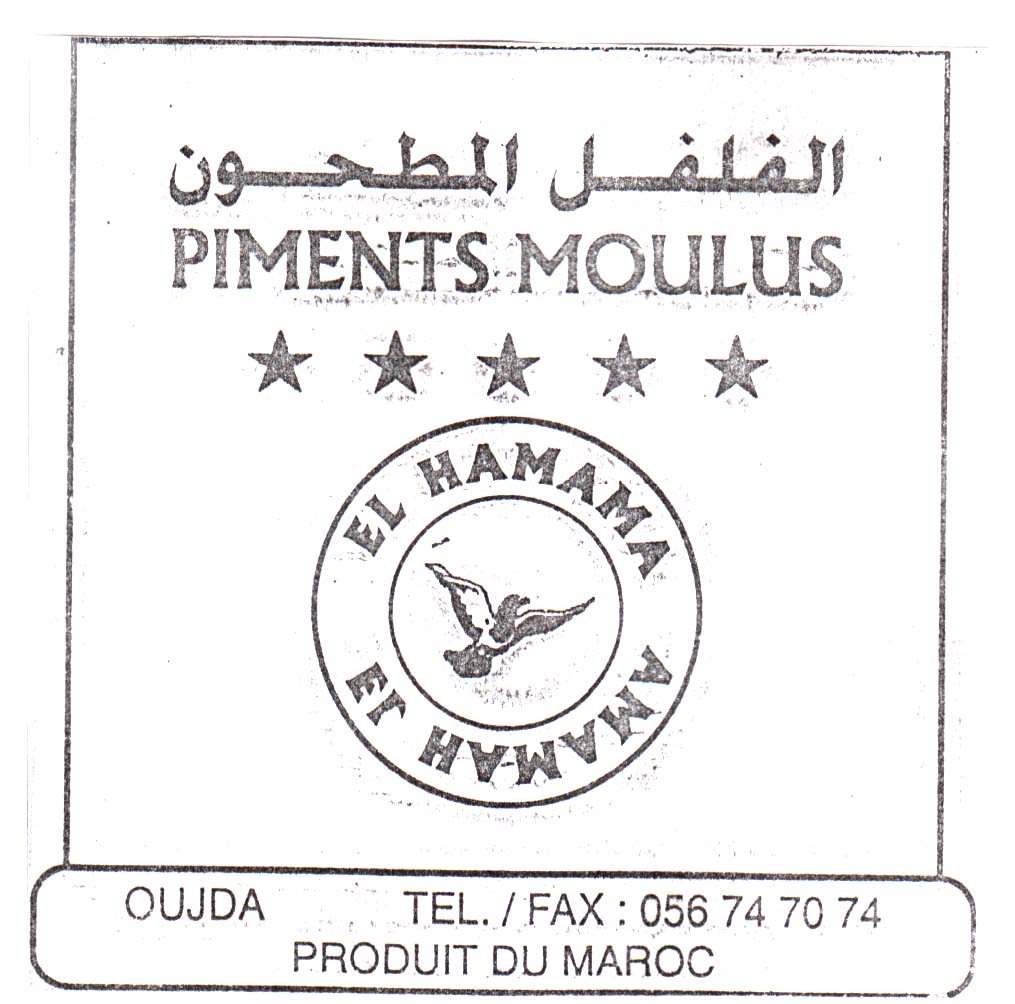 الفلفل المطحون
PIMENTS MOULUS
EL HAMAMA
EL HAMAMA
OUJDA TEL. / FAX : 056 74 70 74
PRODUIT DU MAROC